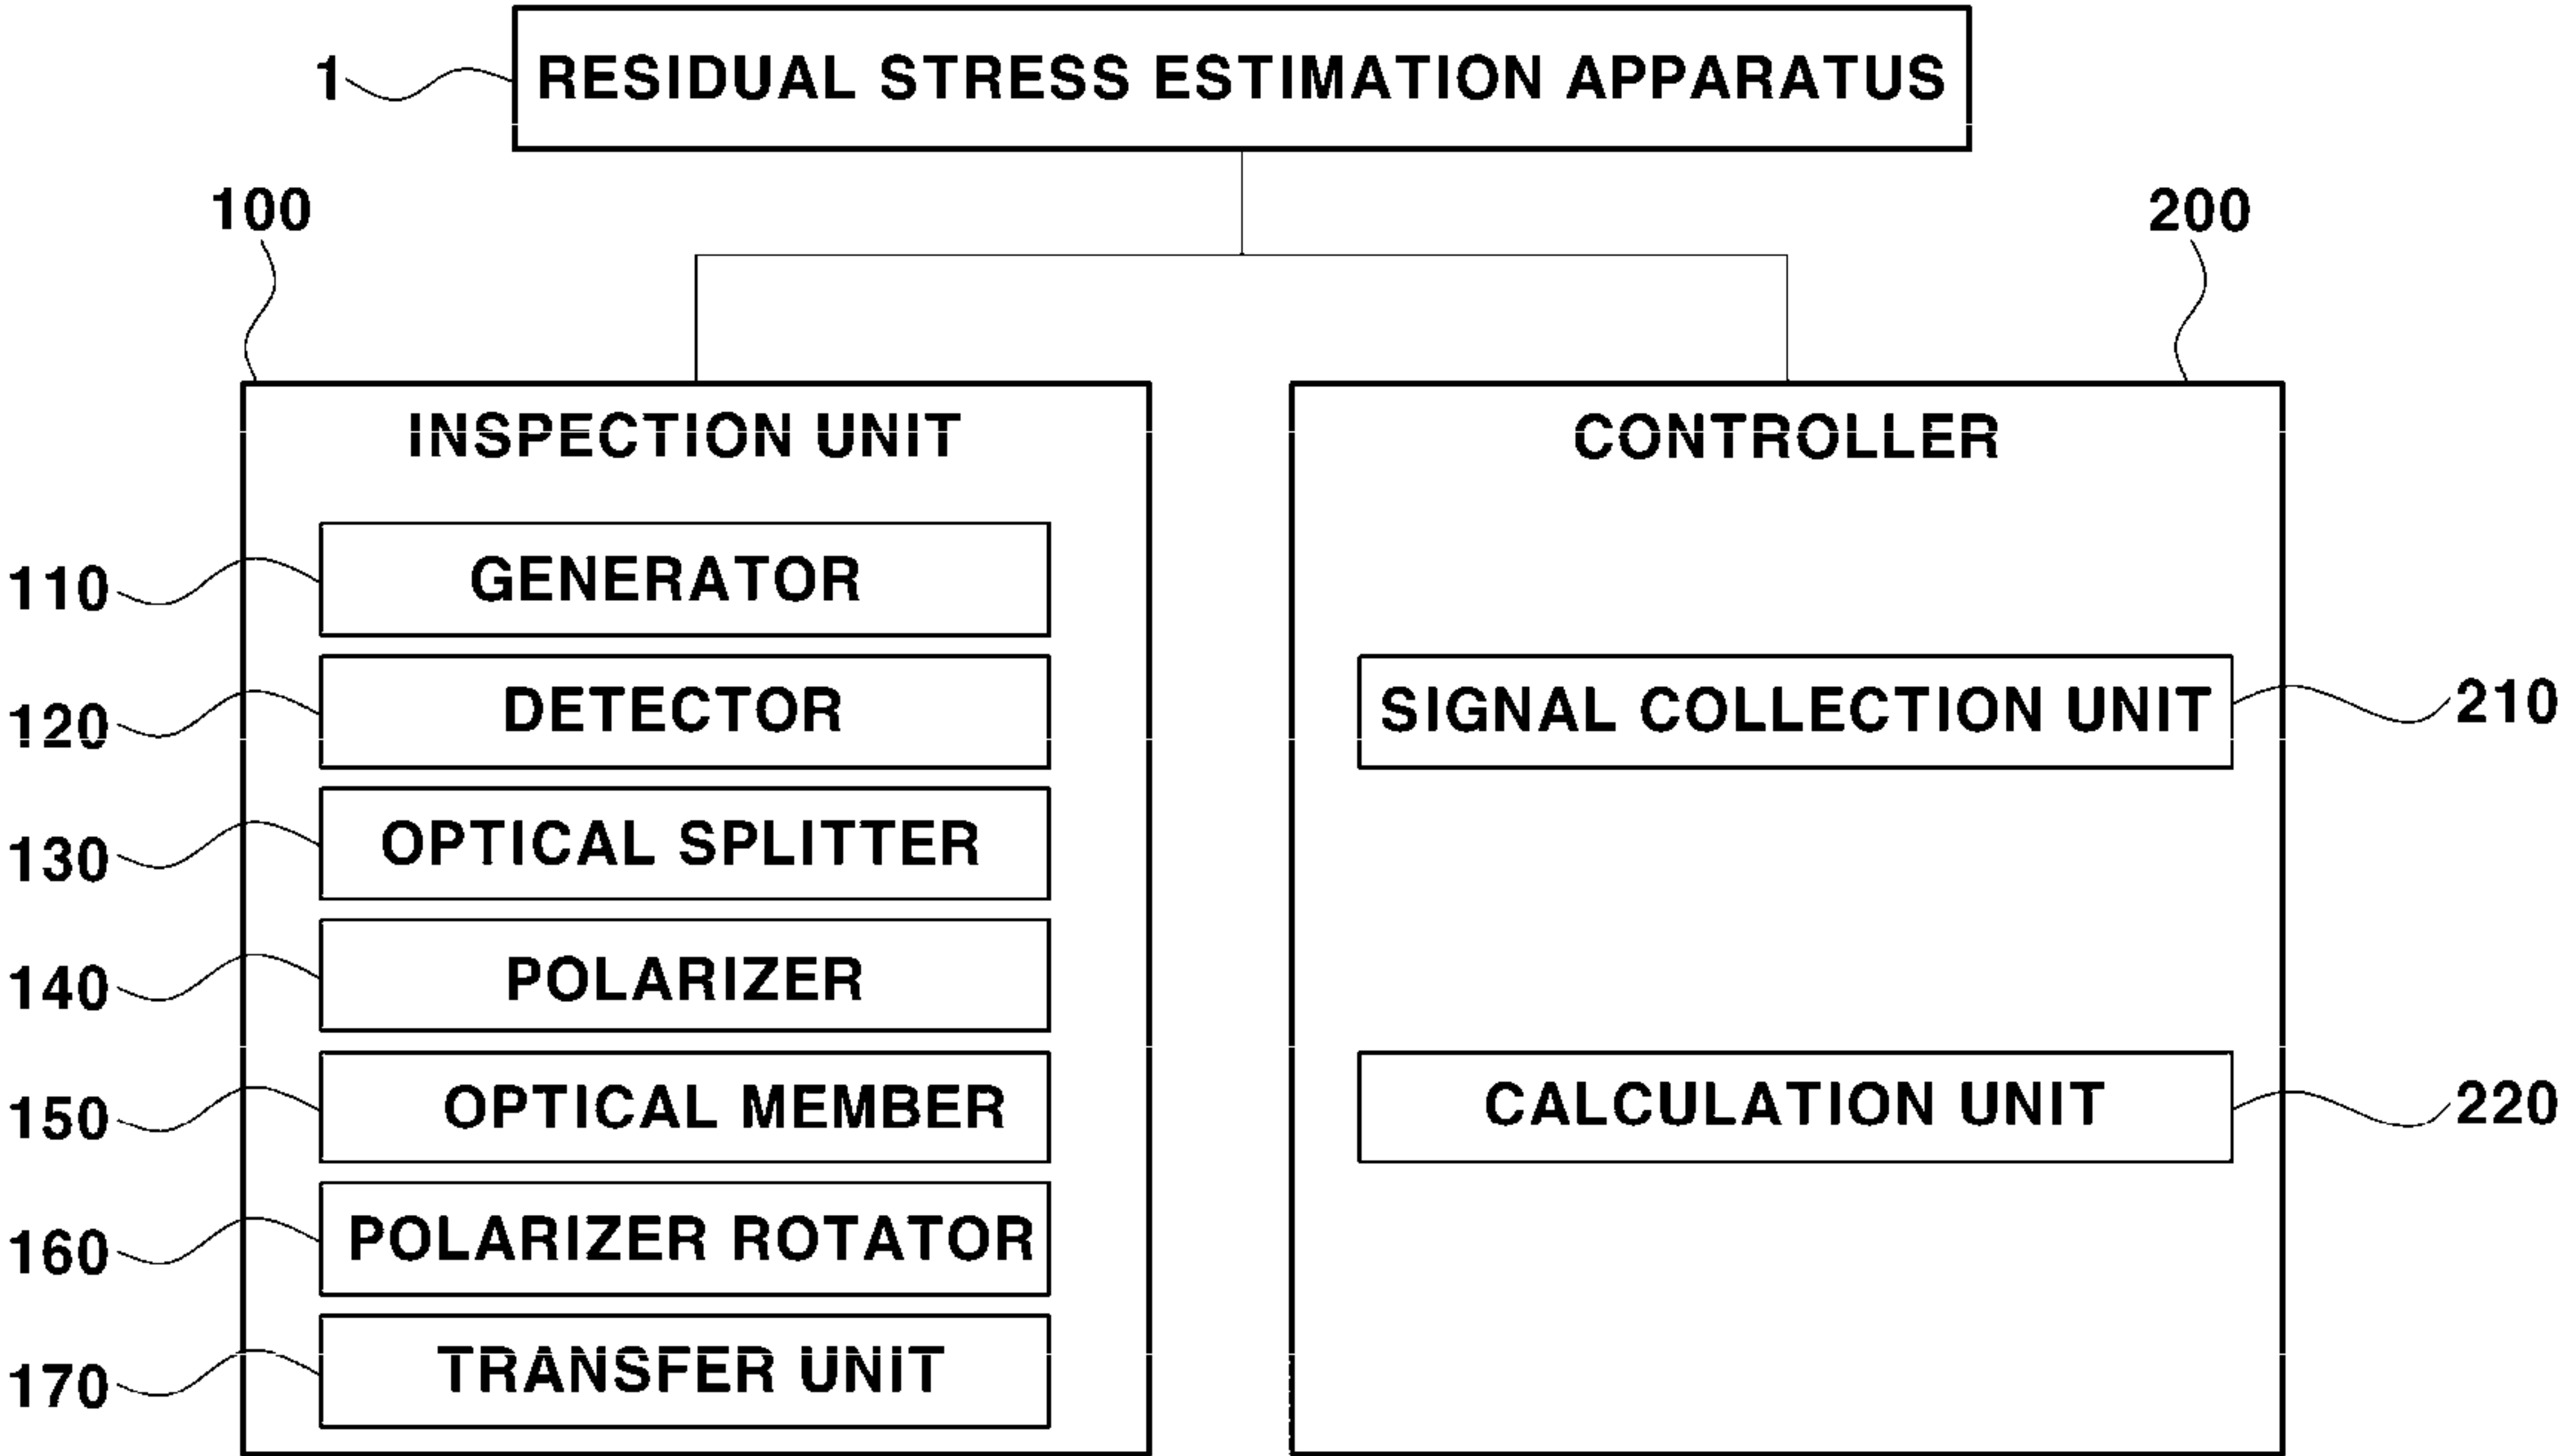 1 RESIDUAL STRESS ESTIMATION APPARATUS
100
200
INSPECTION UNIT
110 GENERATOR
120 DETECTOR
130 OPTICAL SPLITTER
140 POLARIZER
150 OPTICAL MEMBER
160 POLARIZER ROTATOR
170 TRANSFER UNIT
CONTROLLER
SIGNAL COLLECTION UNIT 210
CALCULATION UNIT 220